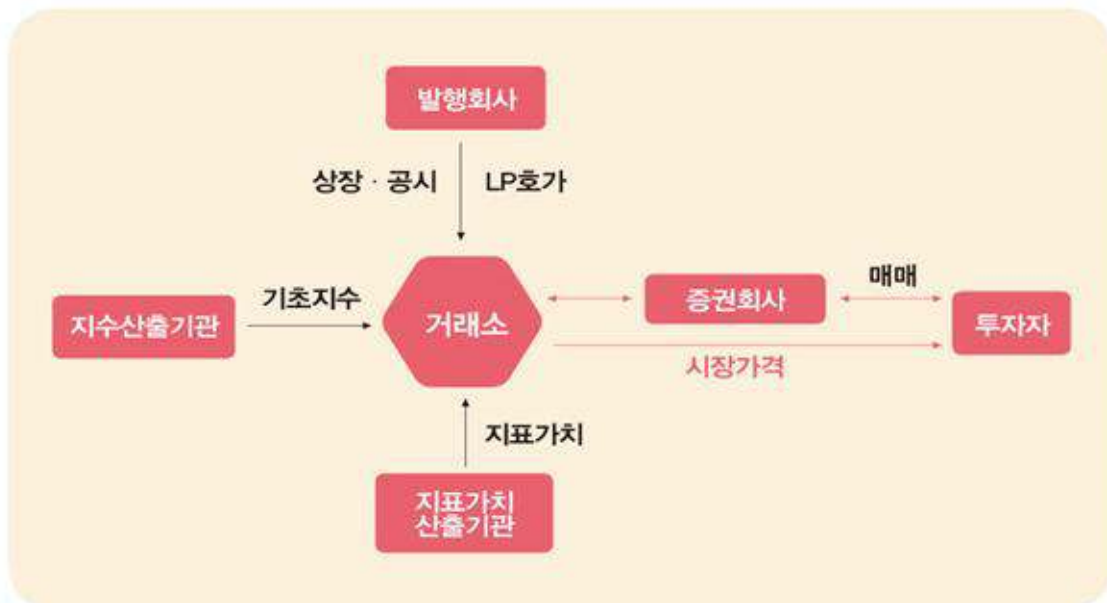 발행회사
상장 · 공시
LP호가
지수산출기관
기초지수
거래소
증권회사
매매
투자자
시장가격
지표가치
지표가치
산출기관